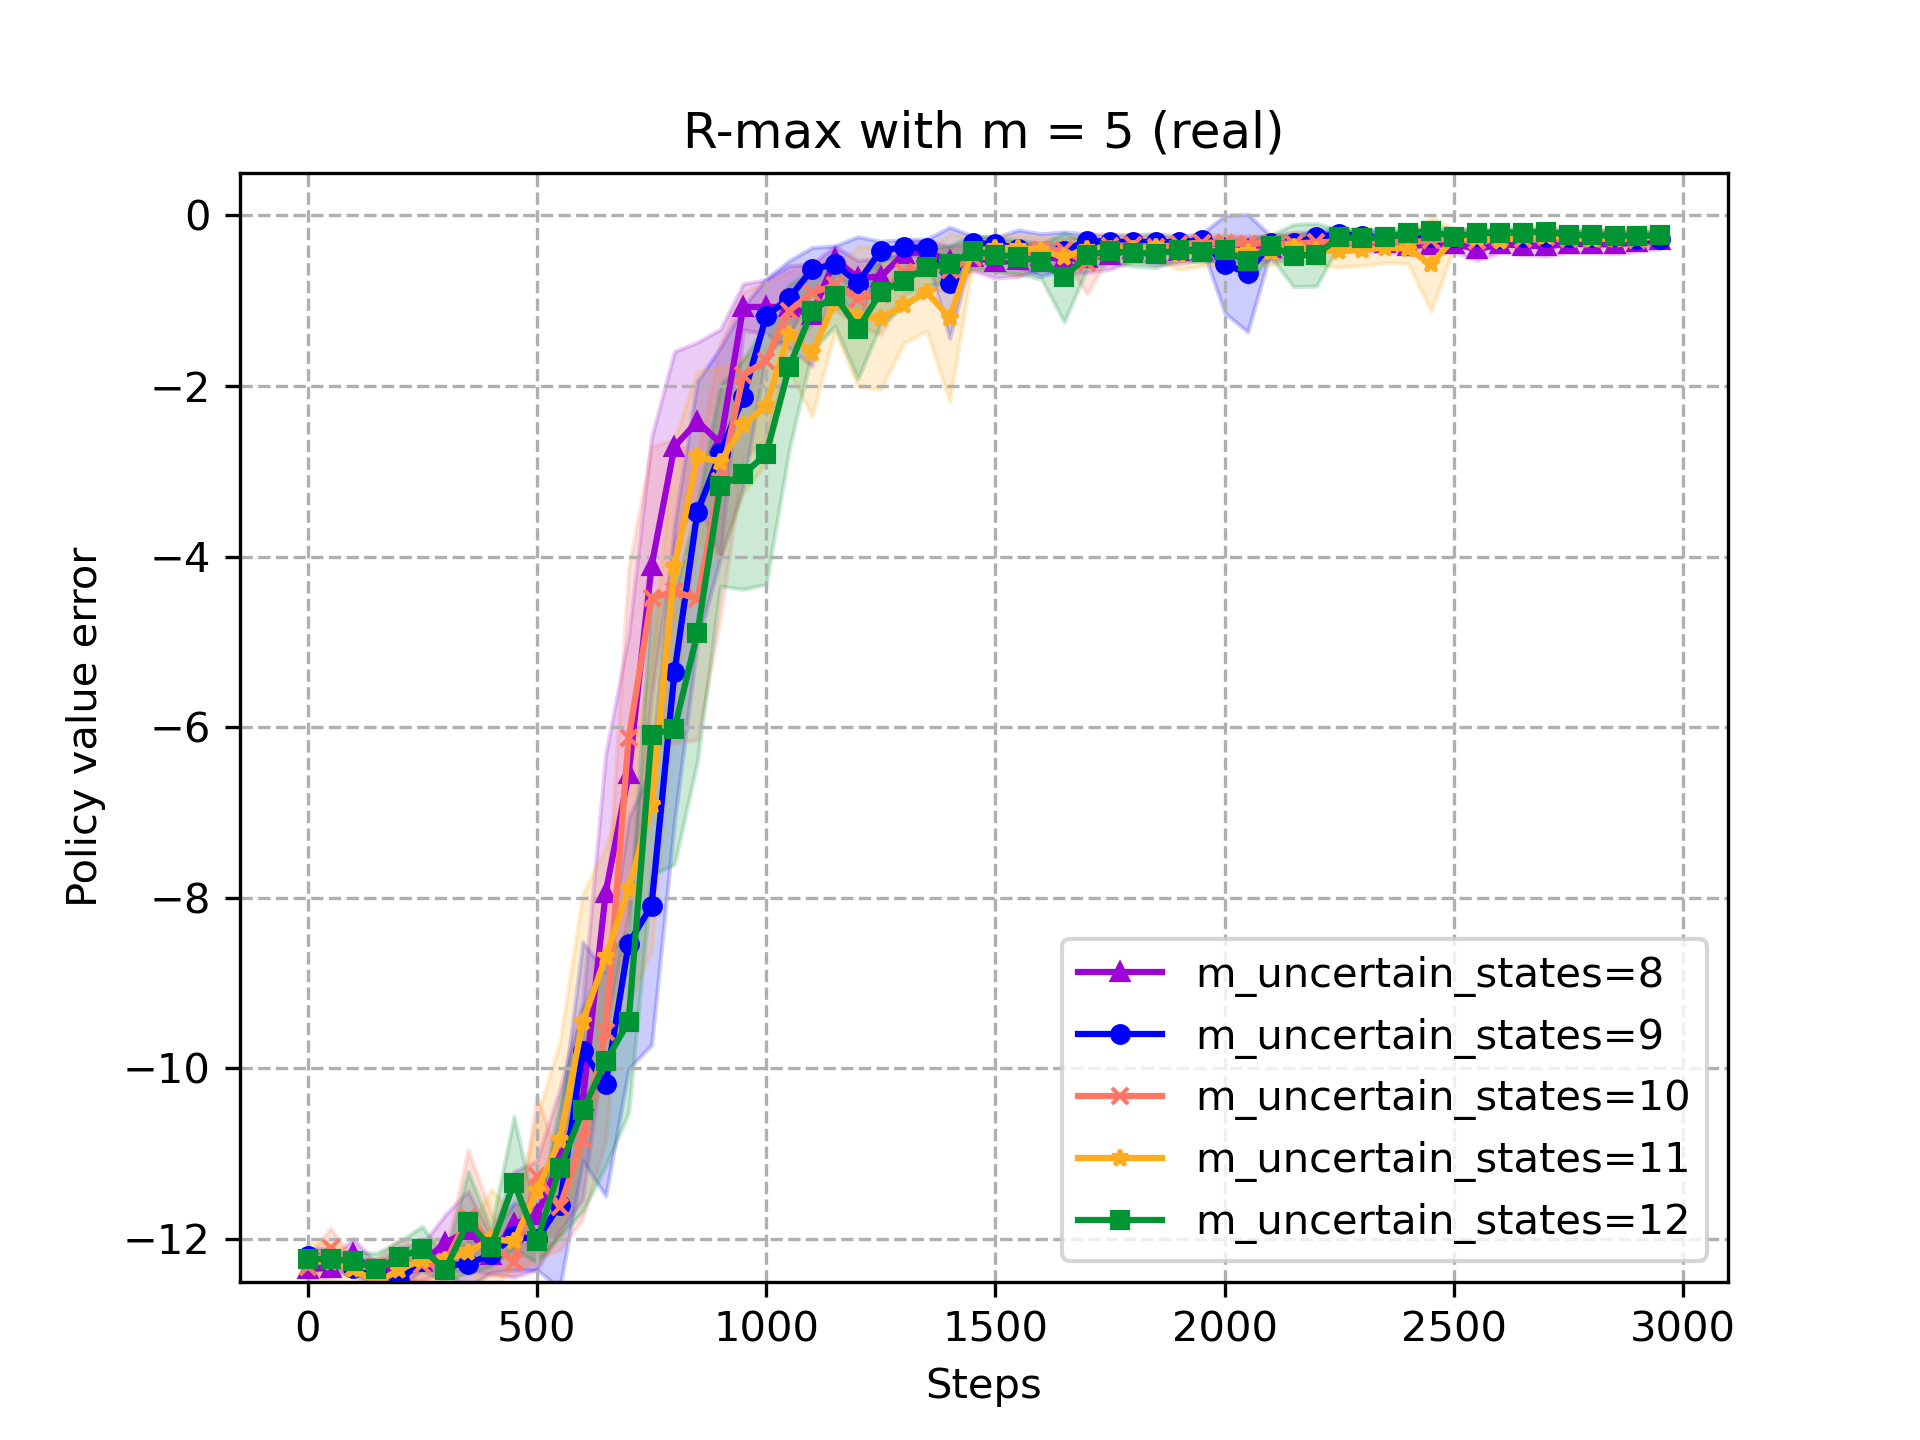 R-max with m = 5 (real)
Policy value error
0
−2
−4
−6
−8
−10
−12
0
500
1000
1500
2000
2500
3000
Steps
m_uncertain_states=8
m_uncertain_states=9
m_uncertain_states=10
m_uncertain_states=11
m_uncertain_states=12